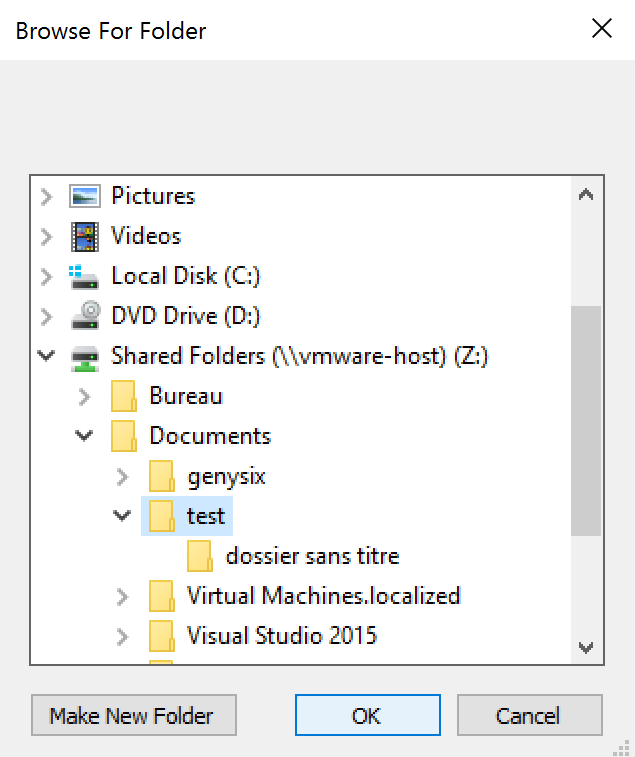 Browse For Folder
Pictures
Videos
Local Disk (C:)
DVD Drive (D:)
Shared Folders (\\vmware-host) (Z:)
Bureau
Documents
genysix
test
dossier sans titre
Virtual Machines.localized
Visual Studio 2015
Make New Folder
OK
Cancel